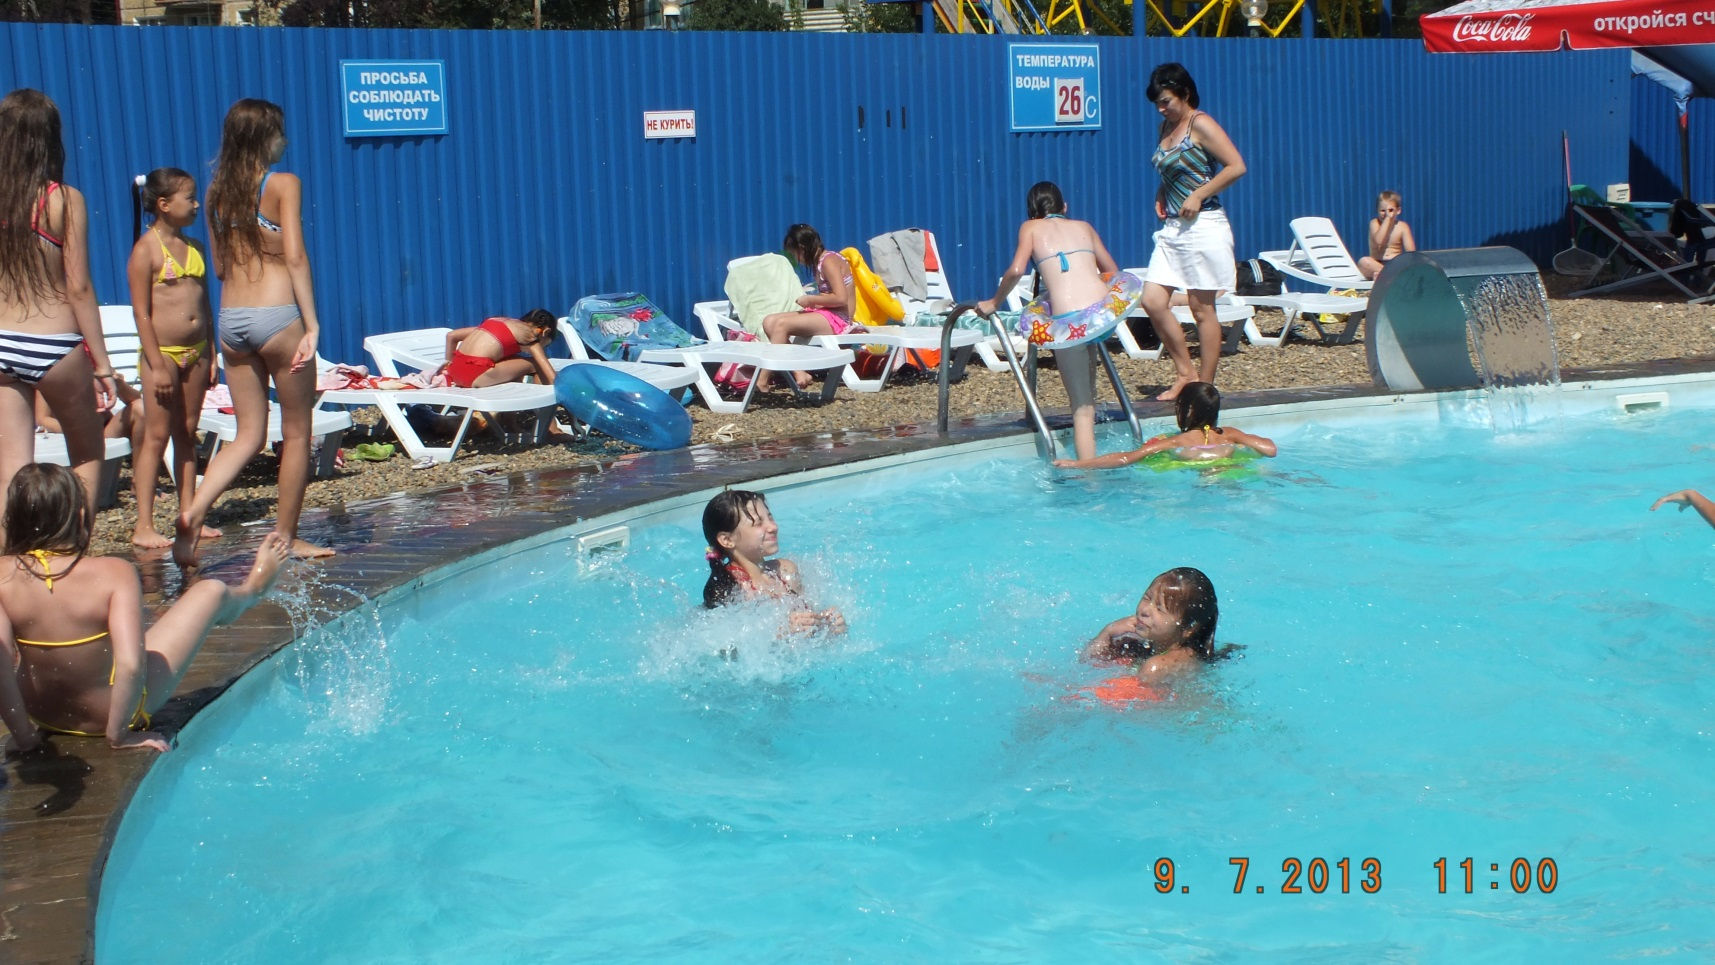 ПРОСЬБА
СОБЛЮДАТЬ
ЧИСТОТУ
НЕ КУРИТЬ!
ТЕМПЕРАТУРА
ВОДЫ 26 С
Coca-Cola
откройся
9. 7.2013 11:00